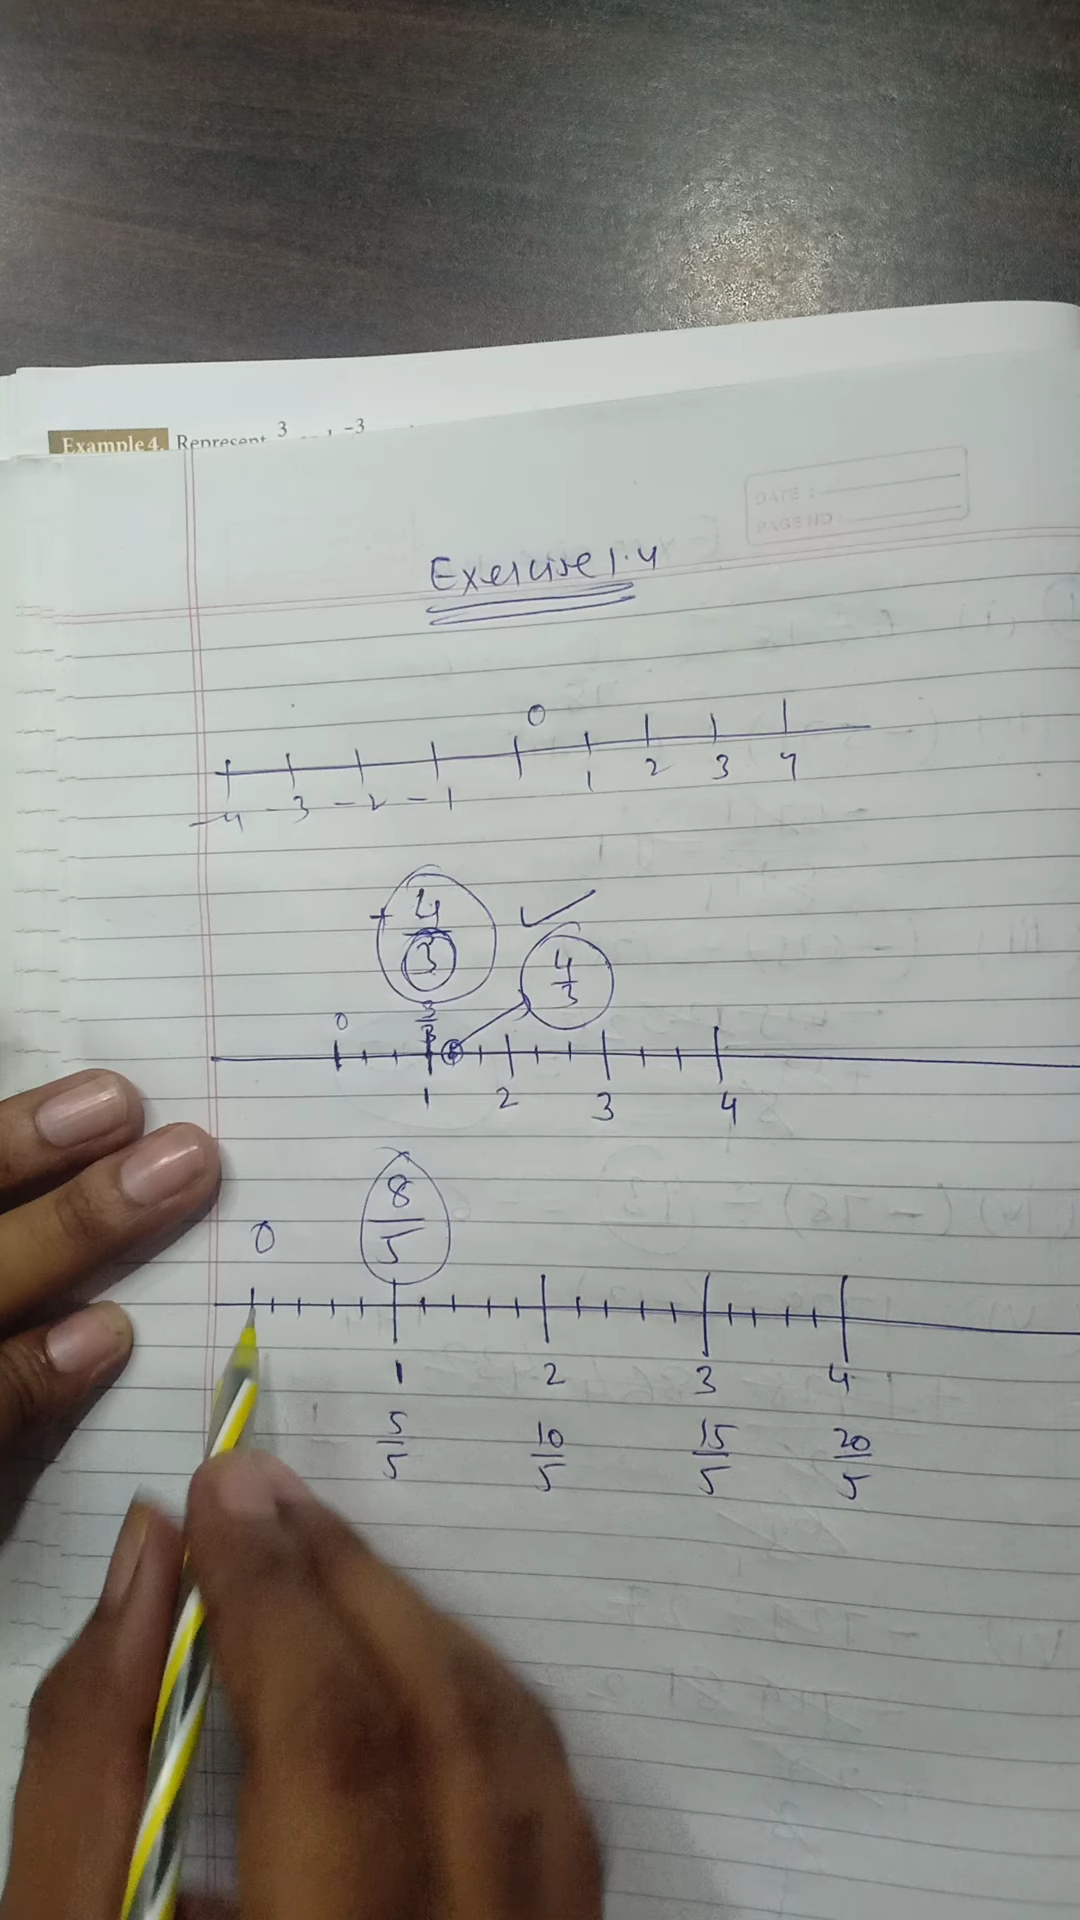 Example 4. Represent 3 -3
DATE :
PAGE NO :
Exercise 1.4
0
-4 -3 -2 -1 1 2 3 4
+ 4/3 4/3
0 3/3
1 2 3 4
8/5
0
1 2 3 4
5/5 10/5 15/5 20/5